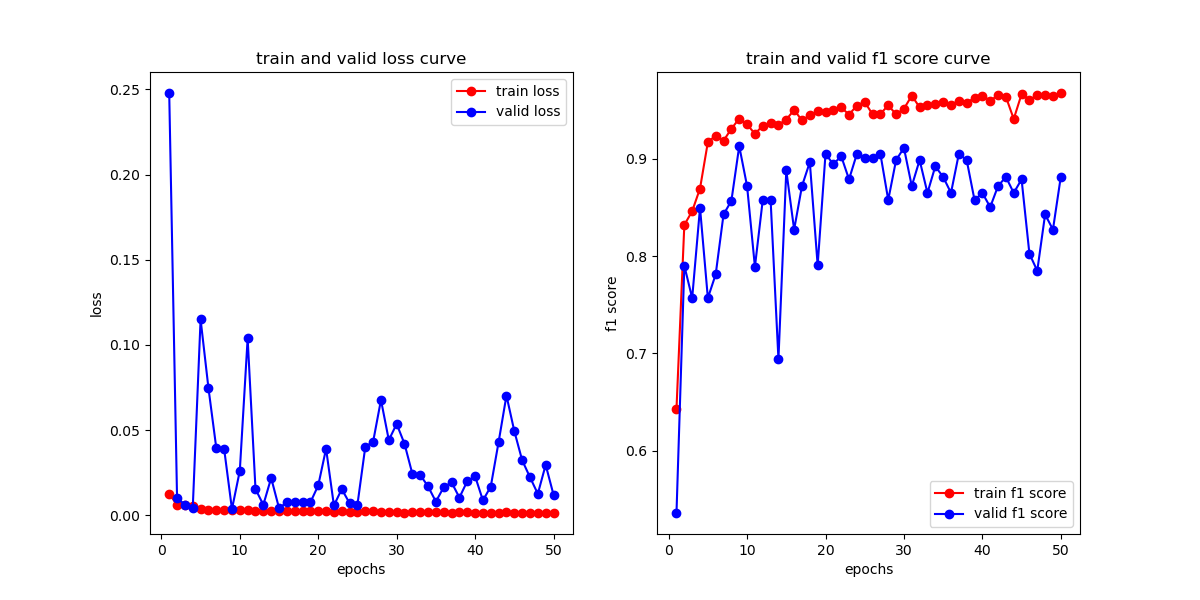 train and valid loss curve
0.25
0.20
0.15
0.10
0.05
0.00
loss
train loss
valid loss
0 10 20 30 40 50
epochs
train and valid f1 score curve
0.9
0.8
0.7
0.6
f1 score
train f1 score
valid f1 score
0 10 20 30 40 50
epochs